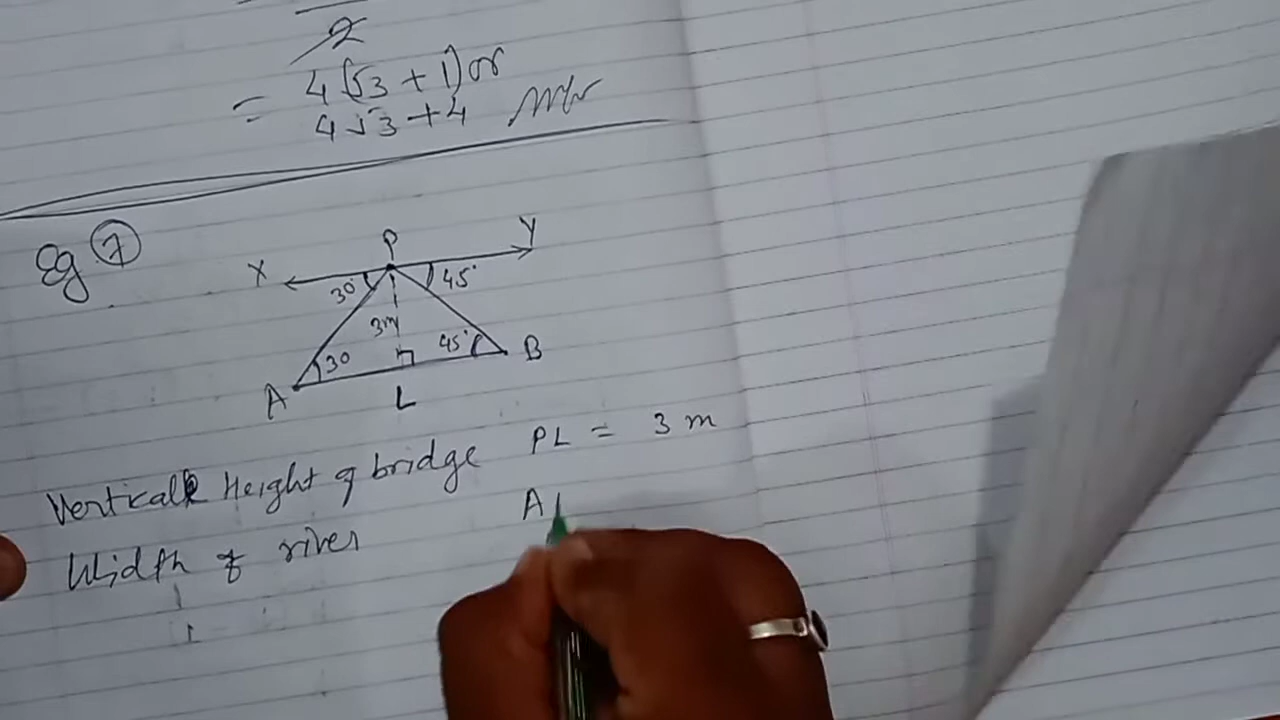 2
4(√3 + 1) or
= 4√3 + 4
Eg 7
P
X Y
30° 45°
3m
30 45°
A L B
Vertical Height of bridge PL = 3 m
Width of river A